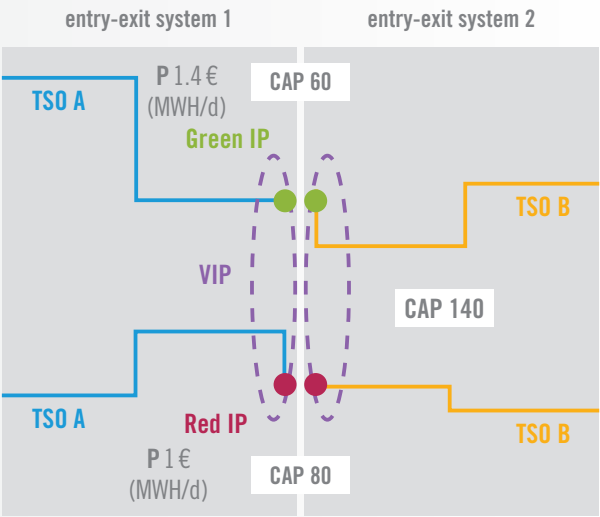 entry-exit system 1
entry-exit system 2
P 1.4 €
(MWH/d)
CAP 60
TSO A
Green IP
TSO B
VIP
CAP 140
TSO A
Red IP
TSO B
P 1 €
(MWH/d)
CAP 80